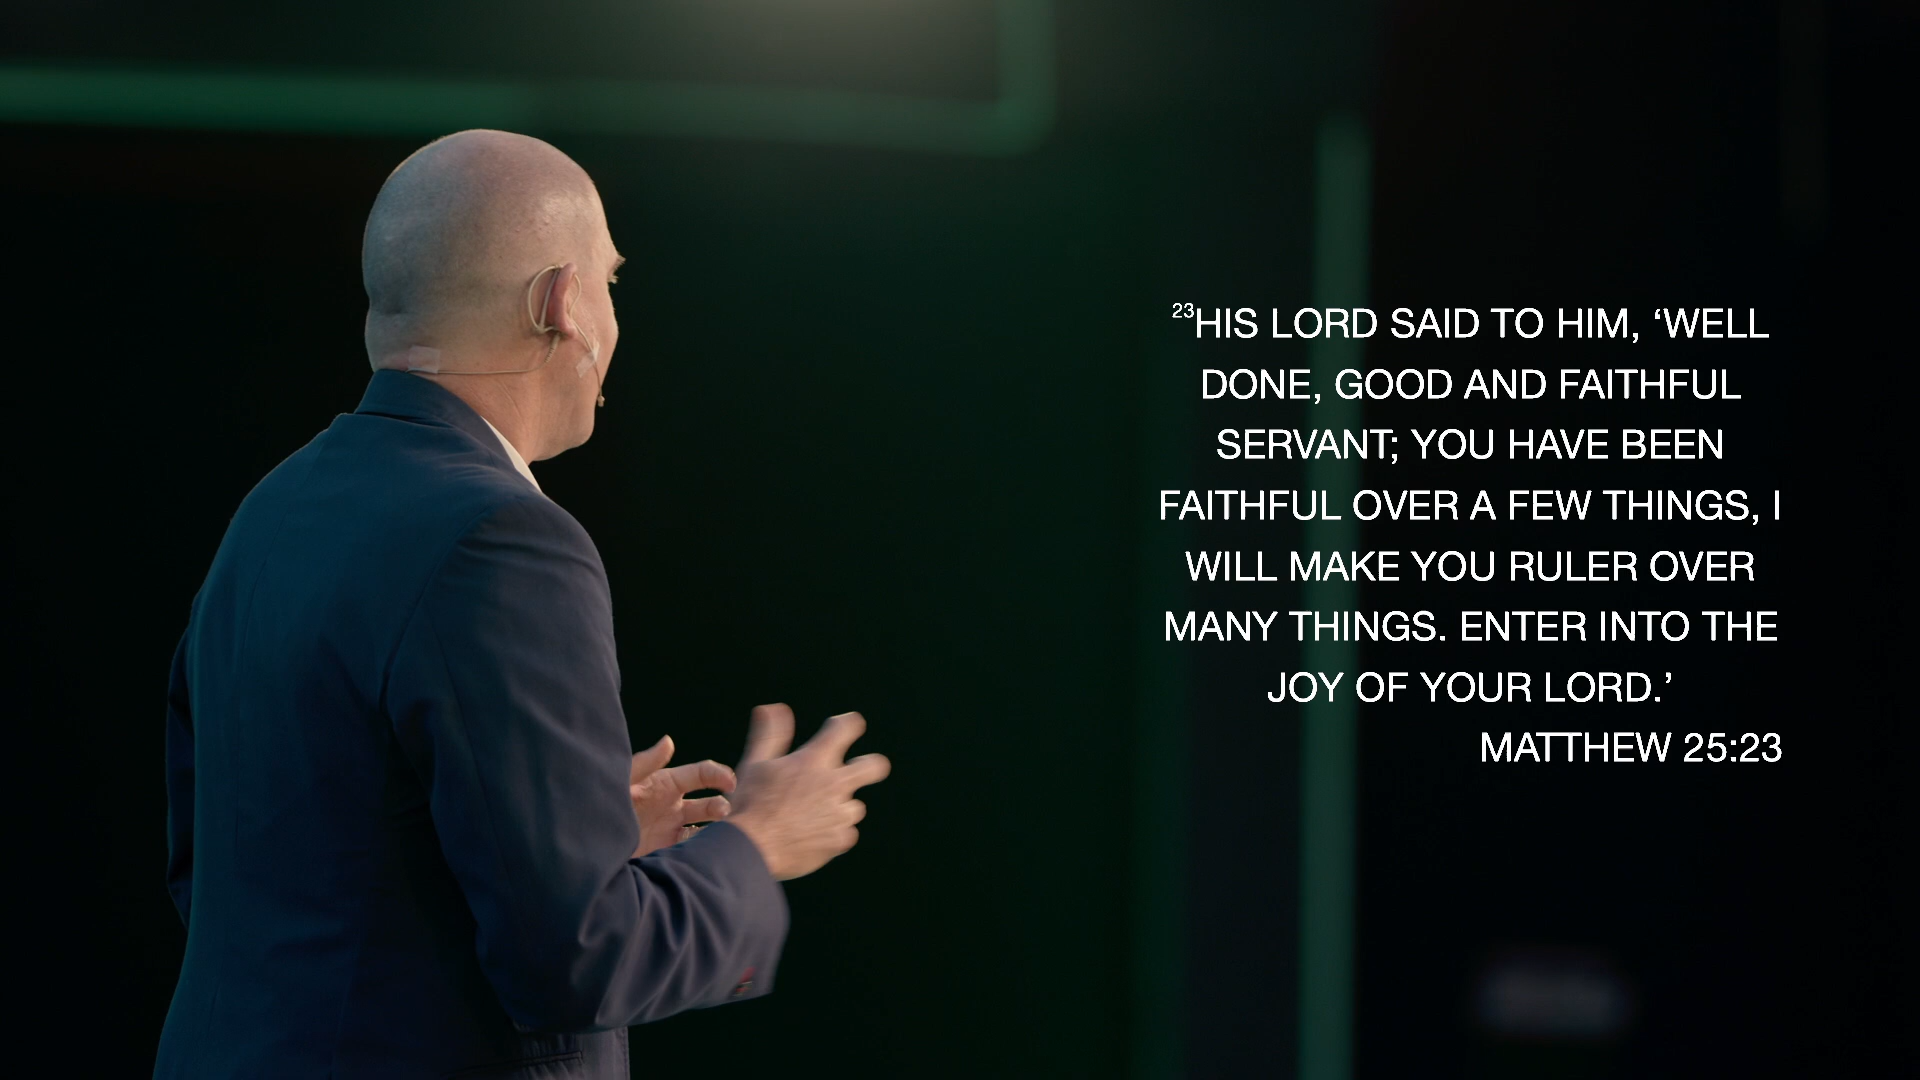 23HIS LORD SAID TO HIM, ‘WELL
DONE, GOOD AND FAITHFUL
SERVANT; YOU HAVE BEEN
FAITHFUL OVER A FEW THINGS, I
WILL MAKE YOU RULER OVER
MANY THINGS. ENTER INTO THE
JOY OF YOUR LORD.’
MATTHEW 25:23